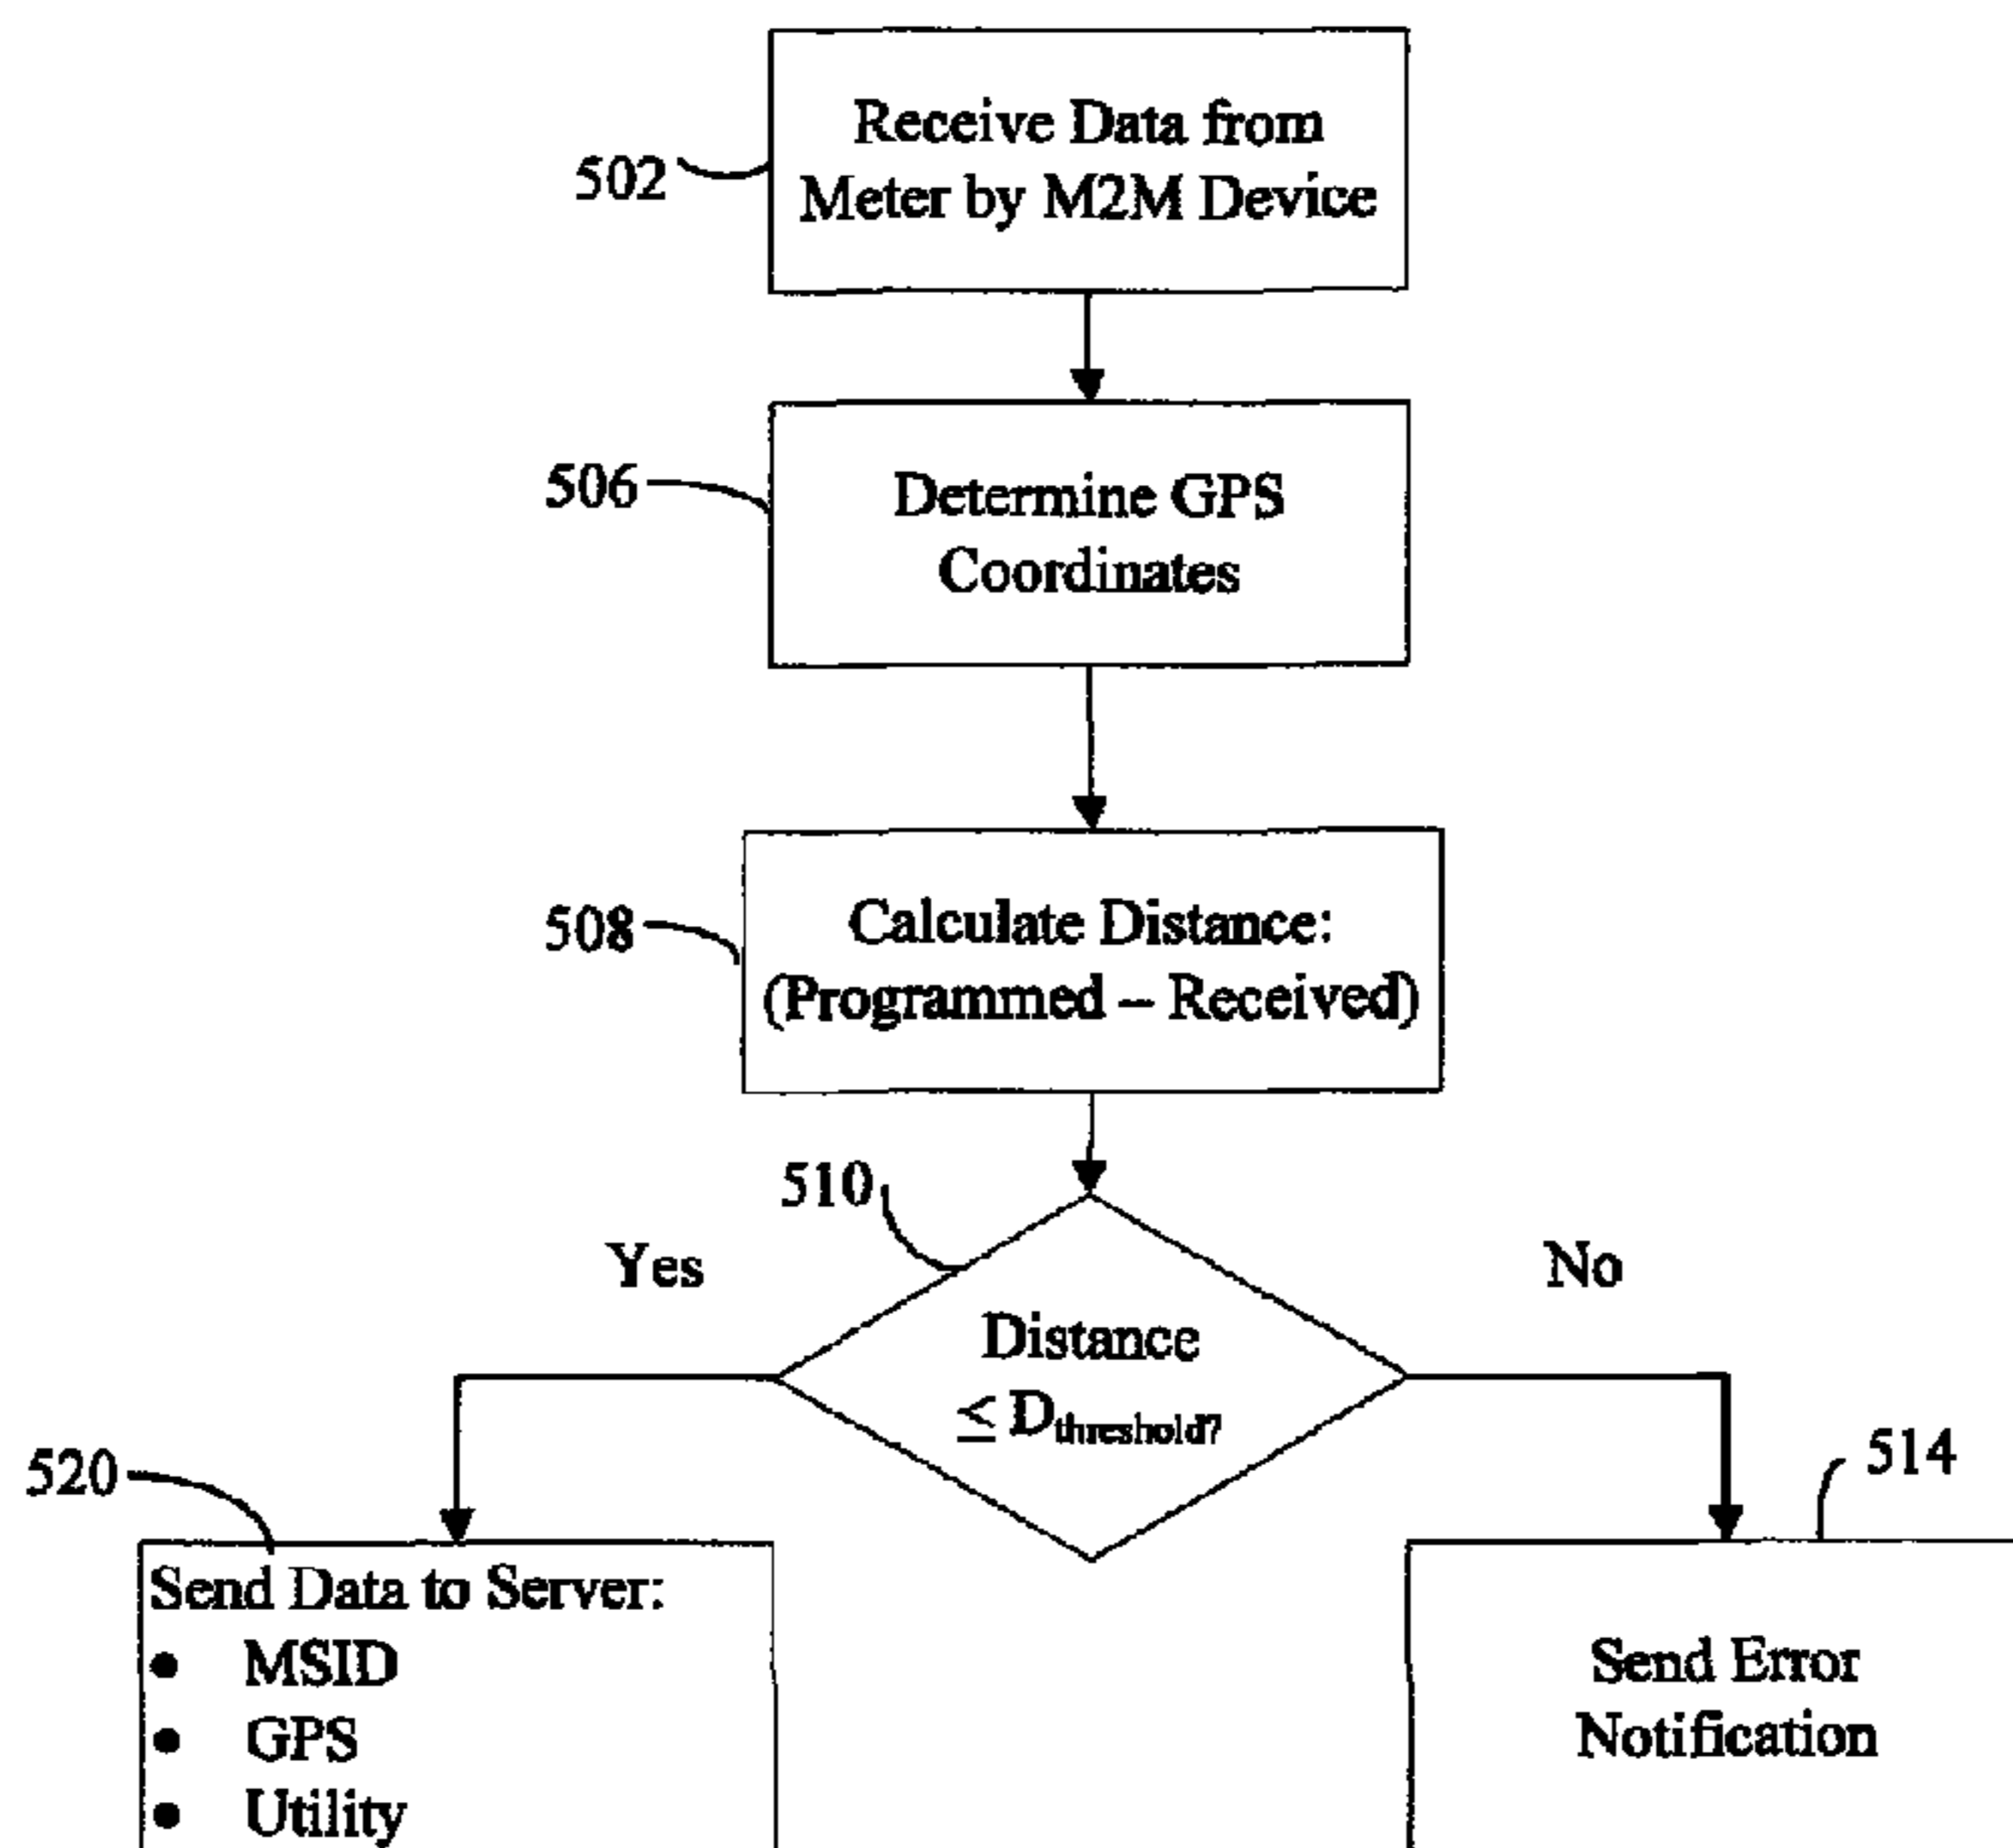 Receive Data from
Meter by M2M Device
502
Determine GPS
Coordinates
506
Calculate Distance:
(Programmed – Received)
508
510
Yes
No
Distance
≤ Dthreshold?
520
514
Send Data to Server:
● MSID
● GPS
● Utility
Send Error
Notification